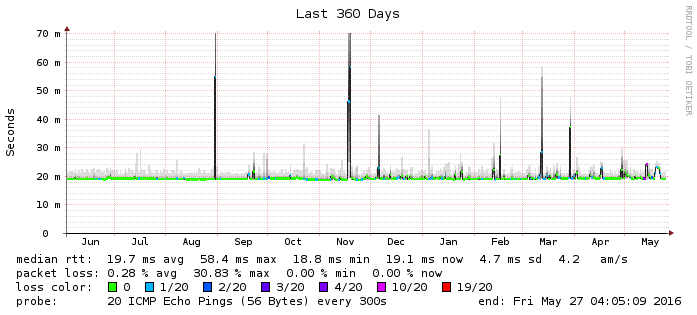 Last 360 Days
RRDTOOL / TOBI OETIKER
Seconds
70 m
60 m
50 m
40 m
30 m
20 m
10 m
0
Jun Jul Aug Sep Oct Nov Dec Jan Feb Mar Apr May
median rtt: 19.7 ms avg 58.4 ms max 18.8 ms min 19.1 ms now 4.7 ms sd 4.2 am/s
packet loss: 0.28 % avg 30.83 % max 0.00 % min 0.00 % now
loss color: 0 1/20 2/20 3/20 4/20 10/20 19/20
probe: 20 ICMP Echo Pings (56 Bytes) every 300s end: Fri May 27 04:05:09 2016